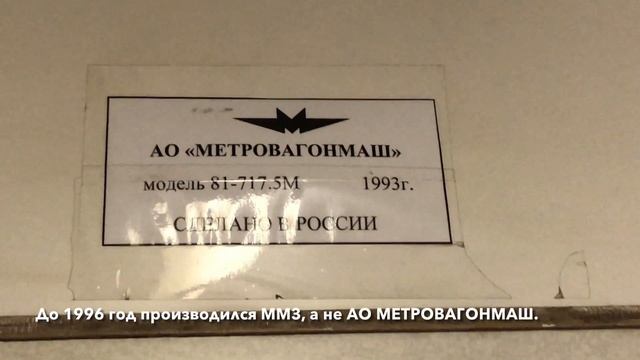 АО «МЕТРОВАГОНМАШ»
модель 81-717.5М 1993г.
СДЕЛАНО В РОССИИ
До 1996 год производился ММЗ, а не АО МЕТРОВАГОНМАШ.